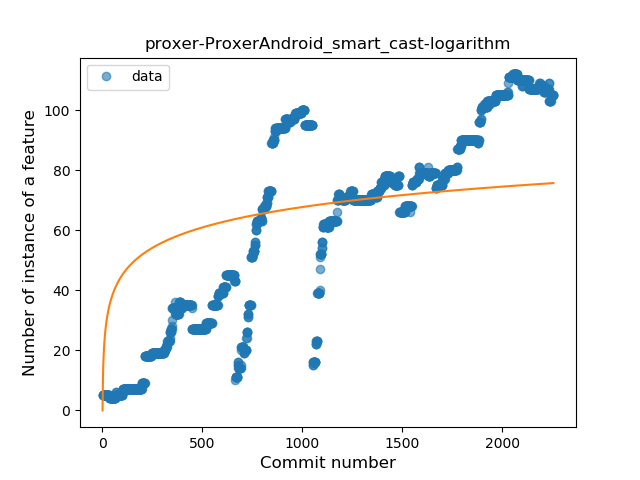 proxer-ProxerAndroid_smart_cast-logarithm
data
Number of instance of a feature
100
80
60
40
20
0
0 500 1000 1500 2000
Commit number